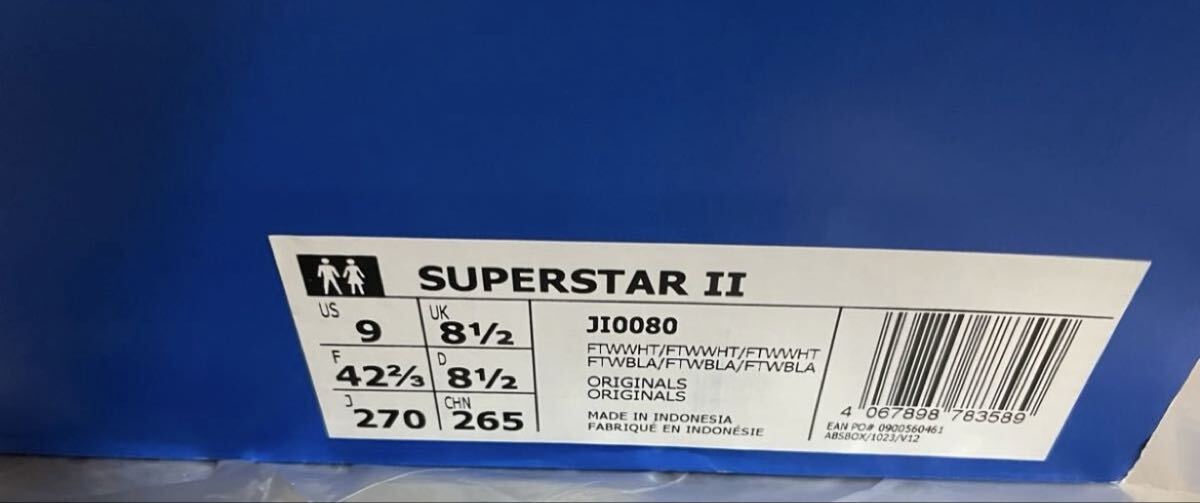 SUPERSTAR II
US 9 UK 8½
F 42⅔ D 8½
J 270 CHN 265
JI0080
FTWWHT/FTWWHT/FTWWHT
FTWBLA/FTWBLA/FTWBLA
ORIGINALS
ORIGINALS
MADE IN INDONESIA
FABRIQUÉ EN INDONÉSIE
4 067898 783589
EAN PO# 0900560461
ABSBOX/1023/V12